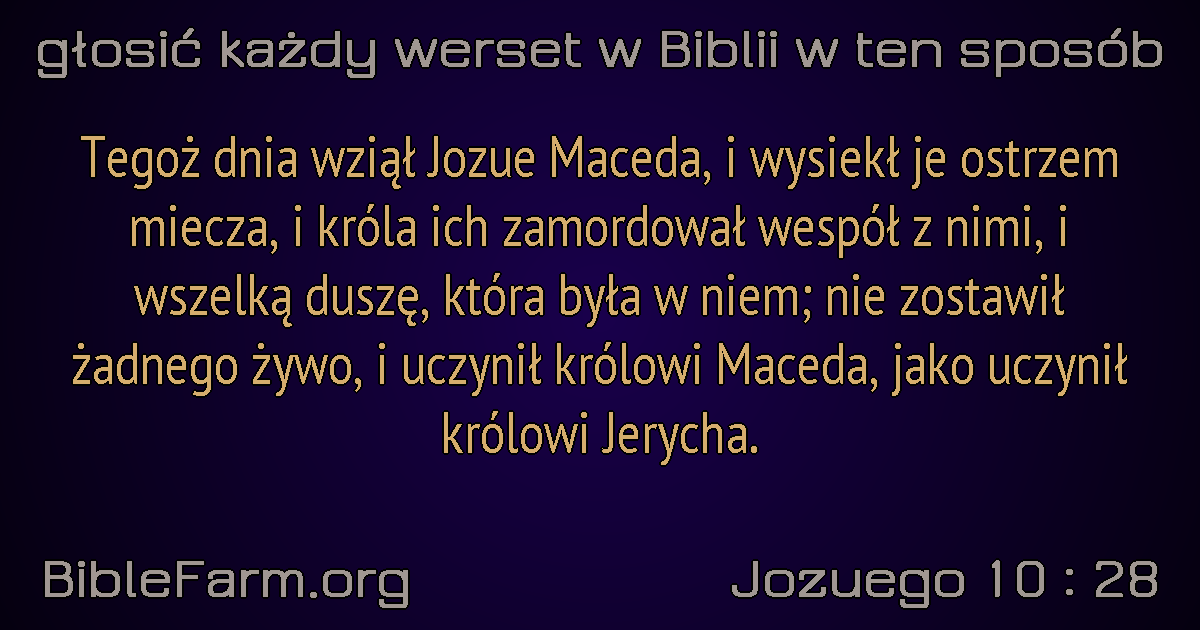 głosić każdy werset w Biblii w ten sposób
Tegoż dnia wziął Jozue Maceda, i wysiekł je ostrzem
miecza, i króla ich zamordował wespół z nimi, i
wszelką duszę, która była w niem; nie zostawił
żadnego żywo, i uczynił królowi Maceda, jako uczynił
królowi Jerycha.
BibleFarm.org
Jozuego 10 : 28